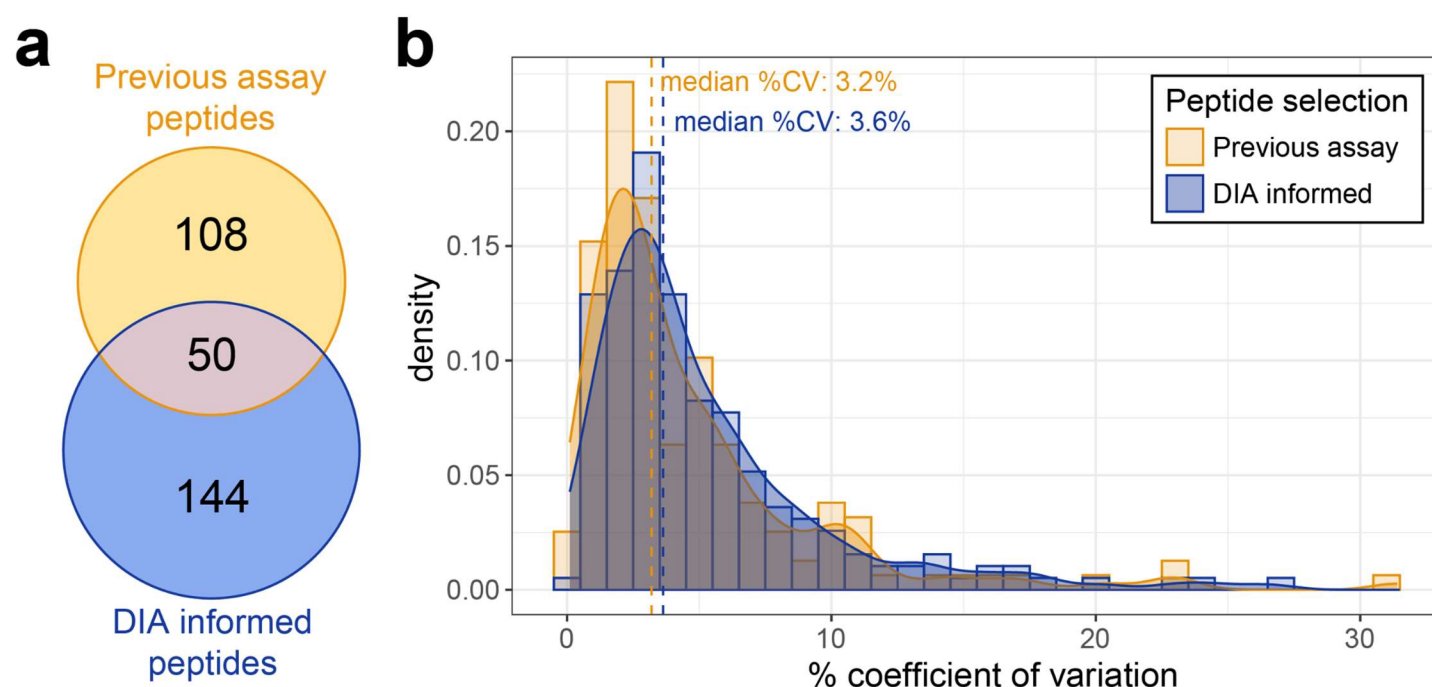 a
Previous assay
peptides
108
50
144
DIA informed
peptides
b
median %CV: 3.2%
median %CV: 3.6%
Peptide selection
Previous assay
DIA informed
density
0.20
0.15
0.10
0.05
0.00
0 10 20 30
% coefficient of variation